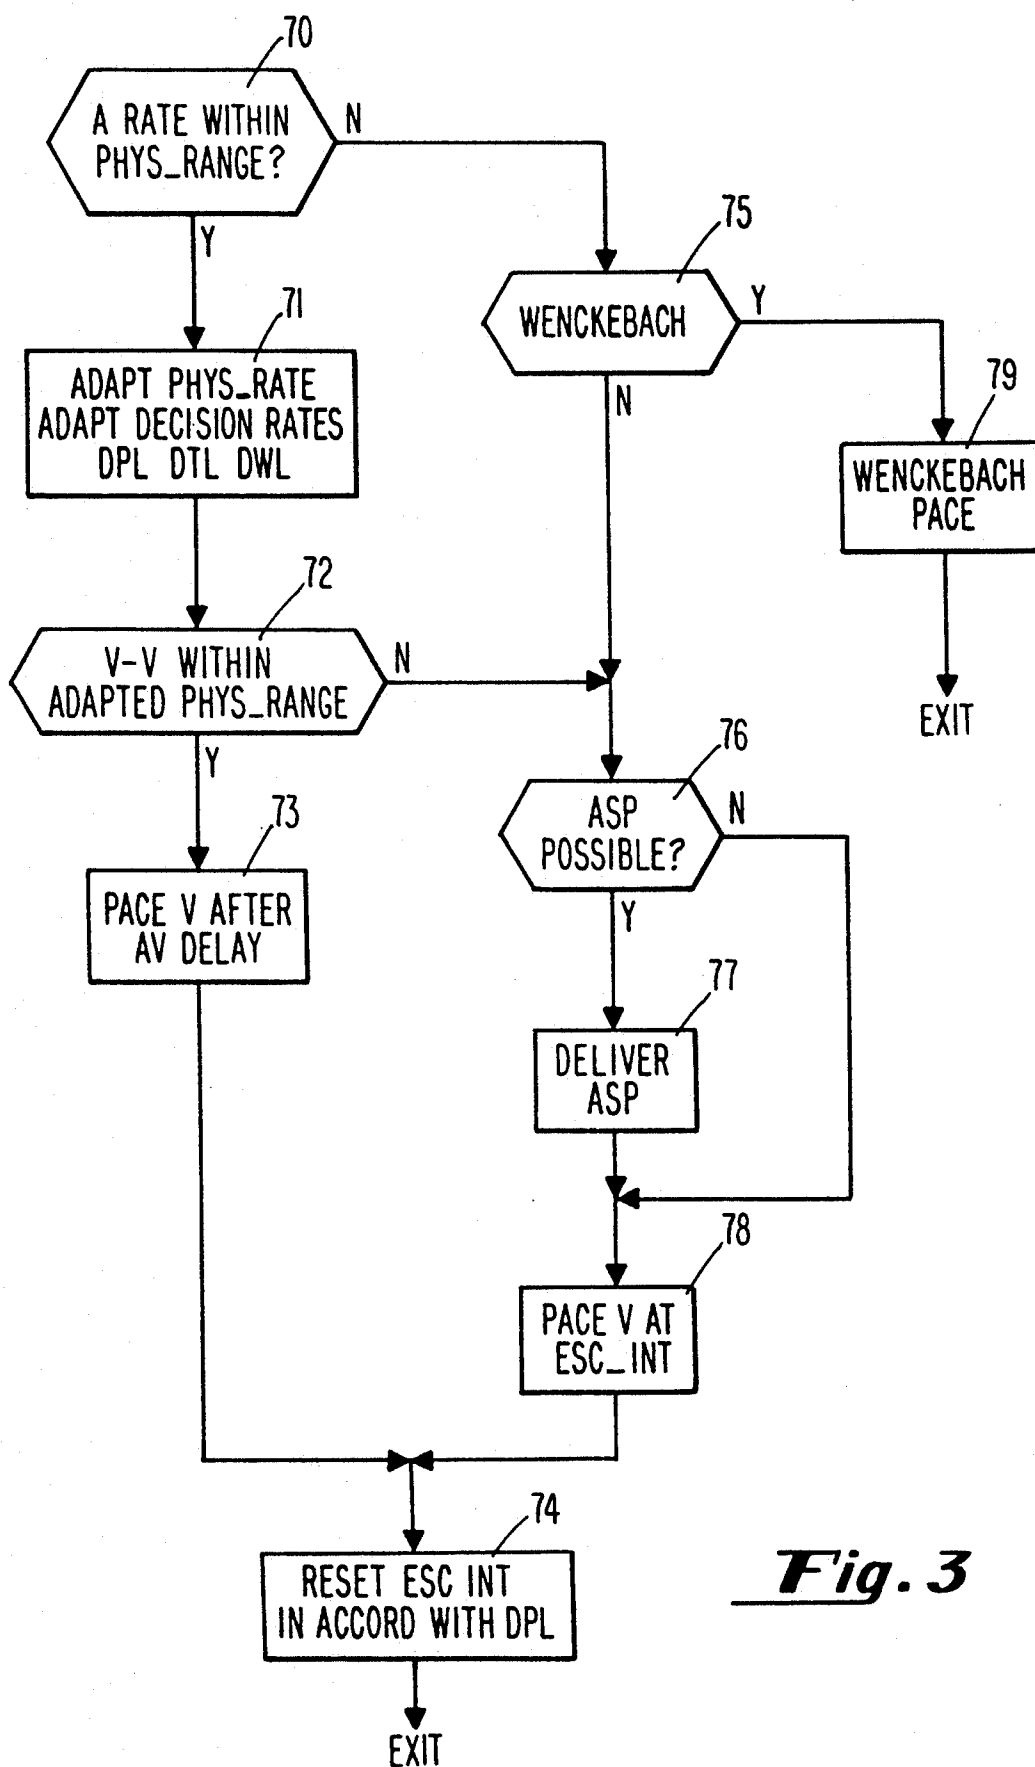 70
A RATE WITHIN
PHYS_RANGE?
N
Y
75
WENCKEBACH
Y
N
71
ADAPT PHYS_RATE
ADAPT DECISION RATES
DPL DTL DWL
79
WENCKEBACH
PACE
EXIT
72
V-V WITHIN
ADAPTED PHYS_RANGE
N
Y
76
ASP
POSSIBLE?
N
Y
73
PACE V AFTER
AV DELAY
77
DELIVER
ASP
78
PACE V AT
ESC_INT
74
RESET ESC INT
IN ACCORD WITH DPL
EXIT
Fig. 3